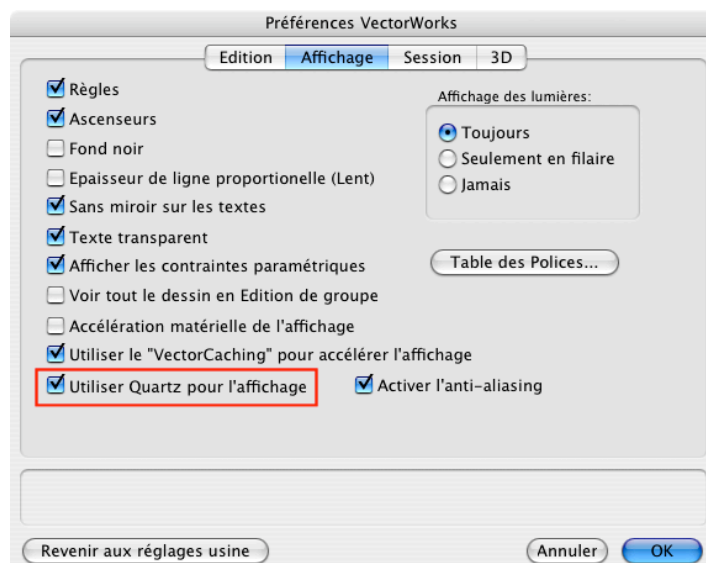 Préférences VectorWorks
Edition Affichage Session 3D
Règles
Ascenseurs
Fond noir
Epaisseur de ligne proportionelle (Lent)
Sans miroir sur les textes
Texte transparent
Afficher les contraintes paramétriques
Voir tout le dessin en Edition de groupe
Accélération matérielle de l'affichage
Utiliser le "VectorCaching" pour accélérer l'affichage
Utiliser Quartz pour l'affichage
Activer l'anti-aliasing
Affichage des lumières:
Toujours
Seulement en filaire
Jamais
Table des Polices...
Revenir aux réglages usine
Annuler
OK